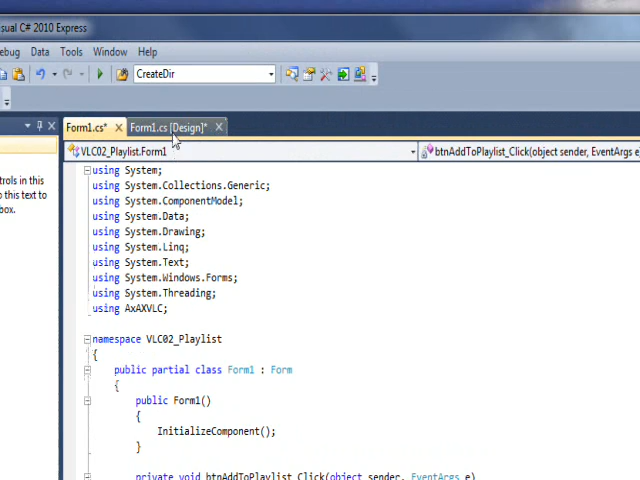 sual C# 2010 Express
ebug Data Tools Window Help
CreateDir
Form1.cs* Form1.cs [Design]*
VLC02_Playlist.Form1 btnAddToPlaylist_Click(object sender, EventArgs e
using System;
using System.Collections.Generic;
using System.ComponentModel;
using System.Data;
using System.Drawing;
using System.Linq;
using System.Text;
using System.Windows.Forms;
using System.Threading;
using AxAXVLC;
trols in this
o this text to
box.
namespace VLC02_Playlist
{
public partial class Form1 : Form
{
public Form1()
{
InitializeComponent();
}
private void btnAddToPlaylist_Click(object sender, EventArgs e)